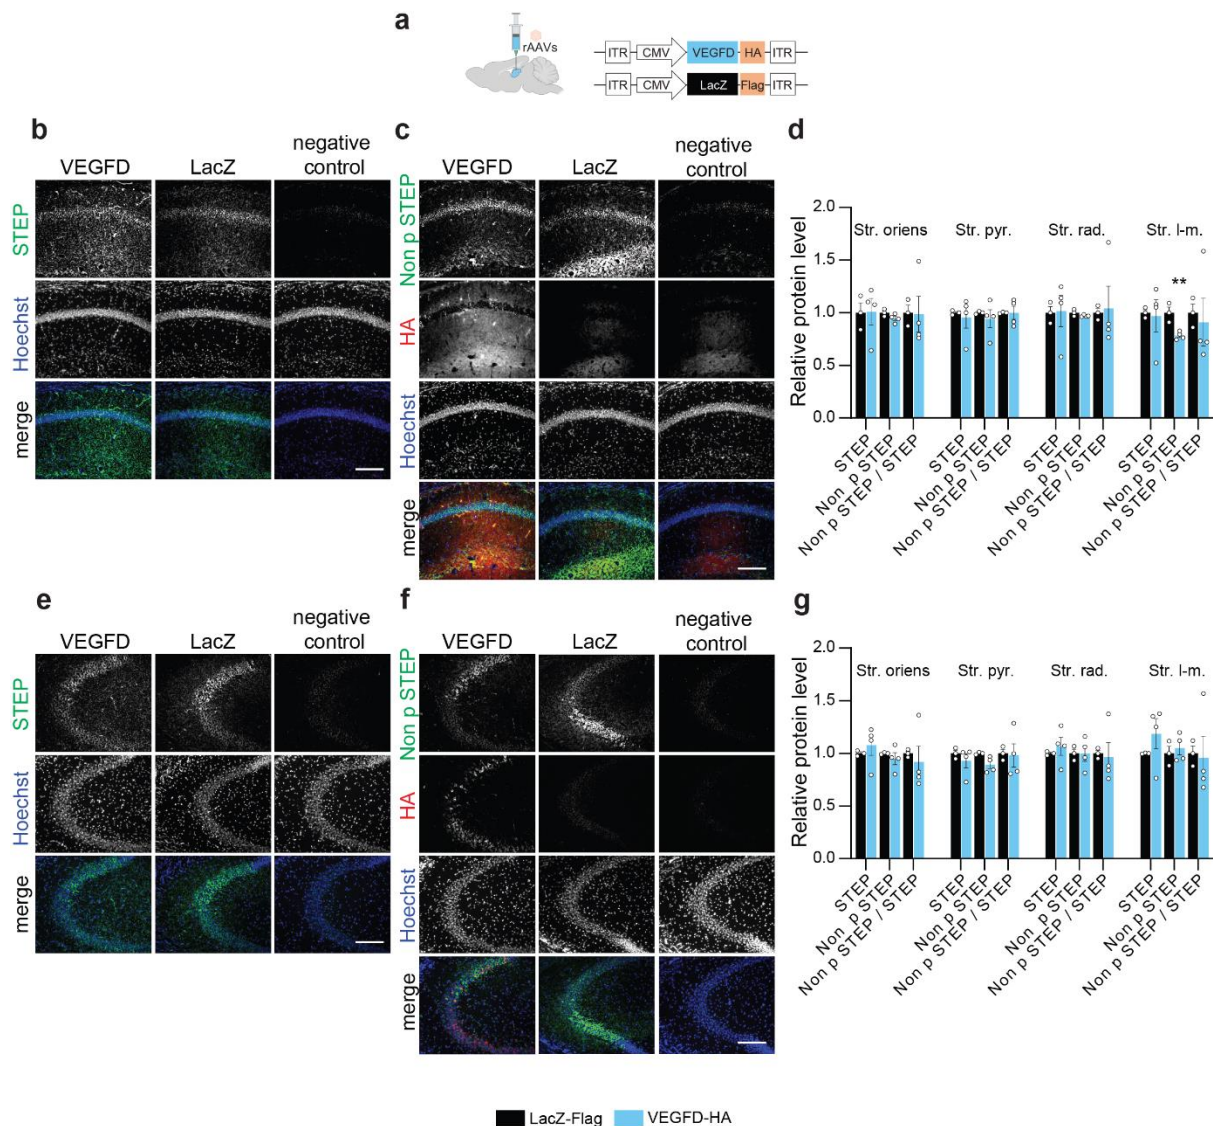 a
rAAVs
ITR CMV VEGFD HA ITR
ITR CMV LacZ Flag ITR
b
VEGFD LacZ negative control
STEP
Hoechst
merge
c
VEGFD LacZ negative control
Non p STEP
HA
Hoechst
merge
d
Relative protein level
2.0
1.5
1.0
0.5
0.0
Str. oriens Str. pyr. Str. rad. Str. l-m.
**
STEP Non p STEP Non p STEP / STEP
STEP Non p STEP Non p STEP / STEP
STEP Non p STEP Non p STEP / STEP
STEP Non p STEP Non p STEP / STEP
e
VEGFD LacZ negative control
STEP
Hoechst
merge
f
VEGFD LacZ negative control
Non p STEP
HA
Hoechst
merge
g
Relative protein level
2.0
1.5
1.0
0.5
0.0
Str. oriens Str. pyr. Str. rad. Str. l-m.
STEP Non p STEP Non p STEP / STEP
STEP Non p STEP Non p STEP / STEP
STEP Non p STEP Non p STEP / STEP
STEP Non p STEP Non p STEP / STEP
LacZ-Flag VEGFD-HA